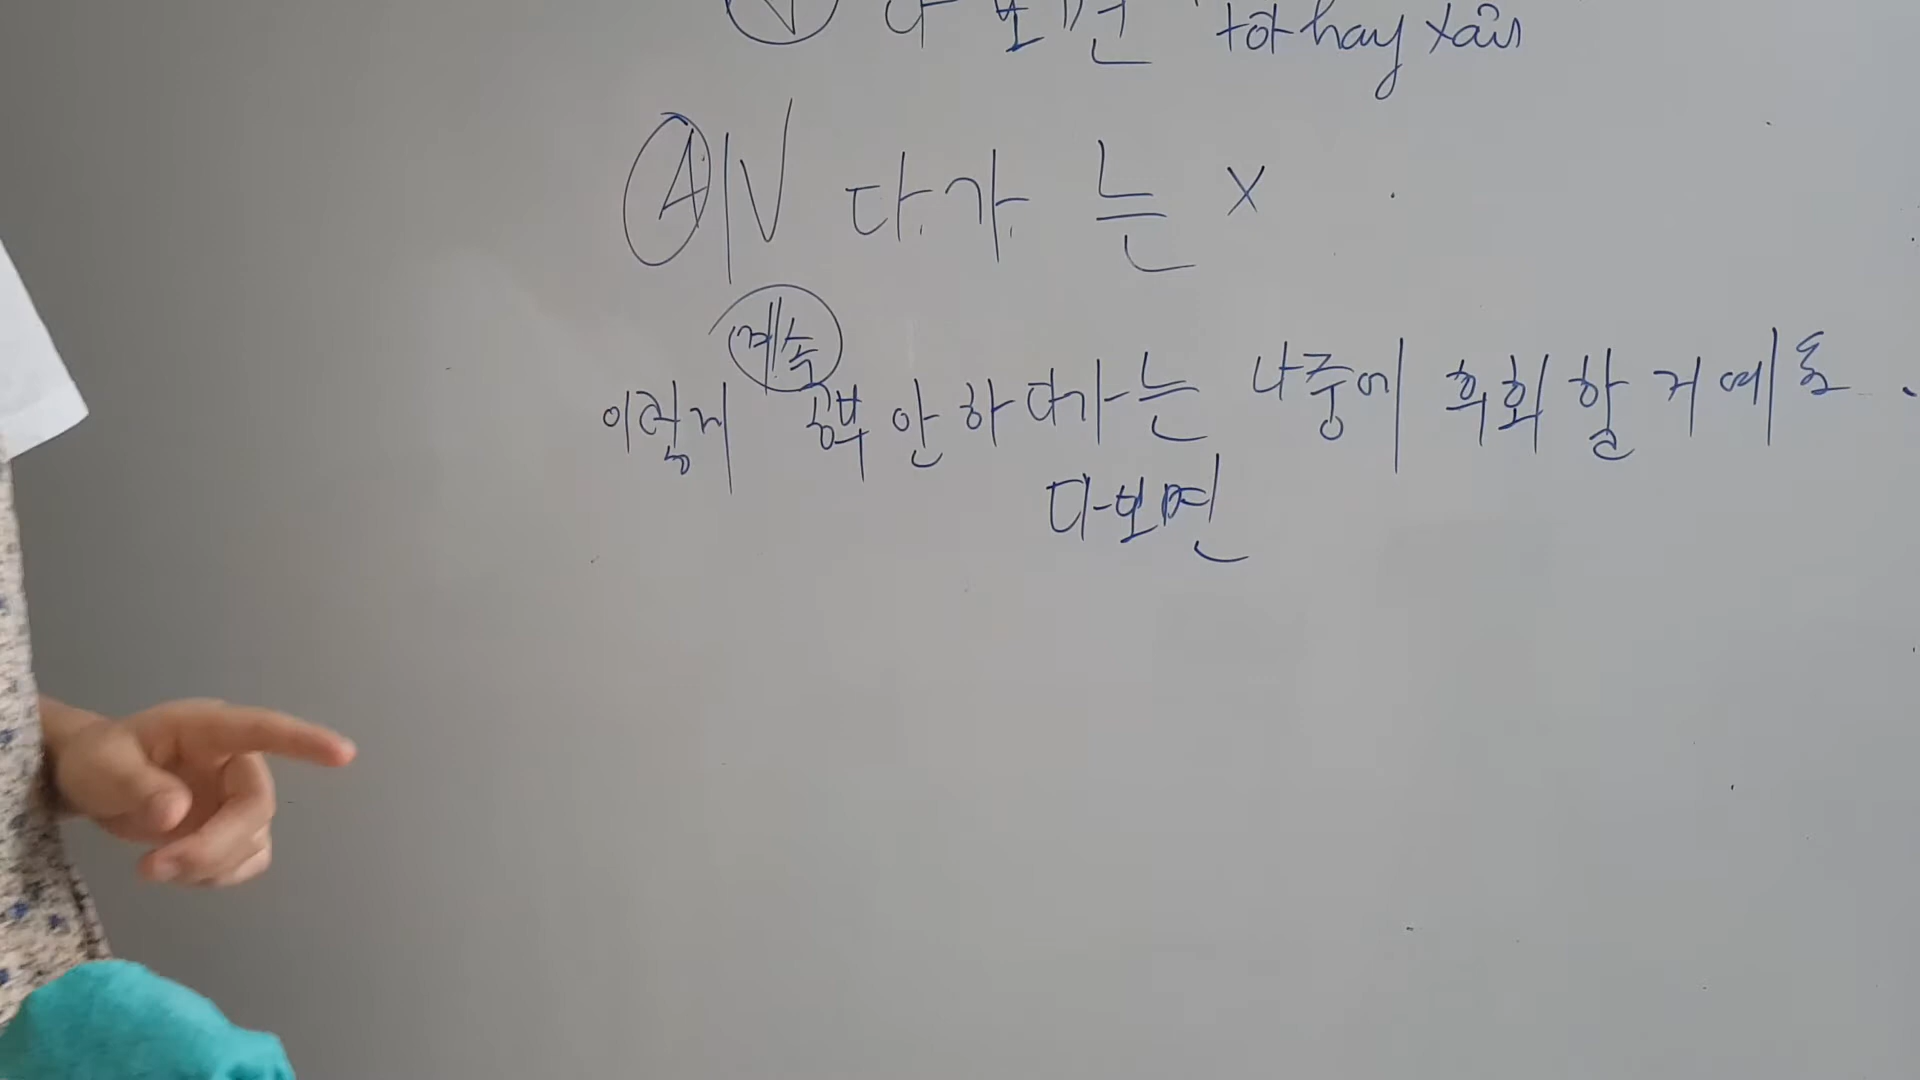 Ⓥ 다 보면 tốt hay xấu
Ⓐ/V 다가 는 X
계속
이렇게 공부 안 하다가는 나중에 후회할 거예요.
다보면